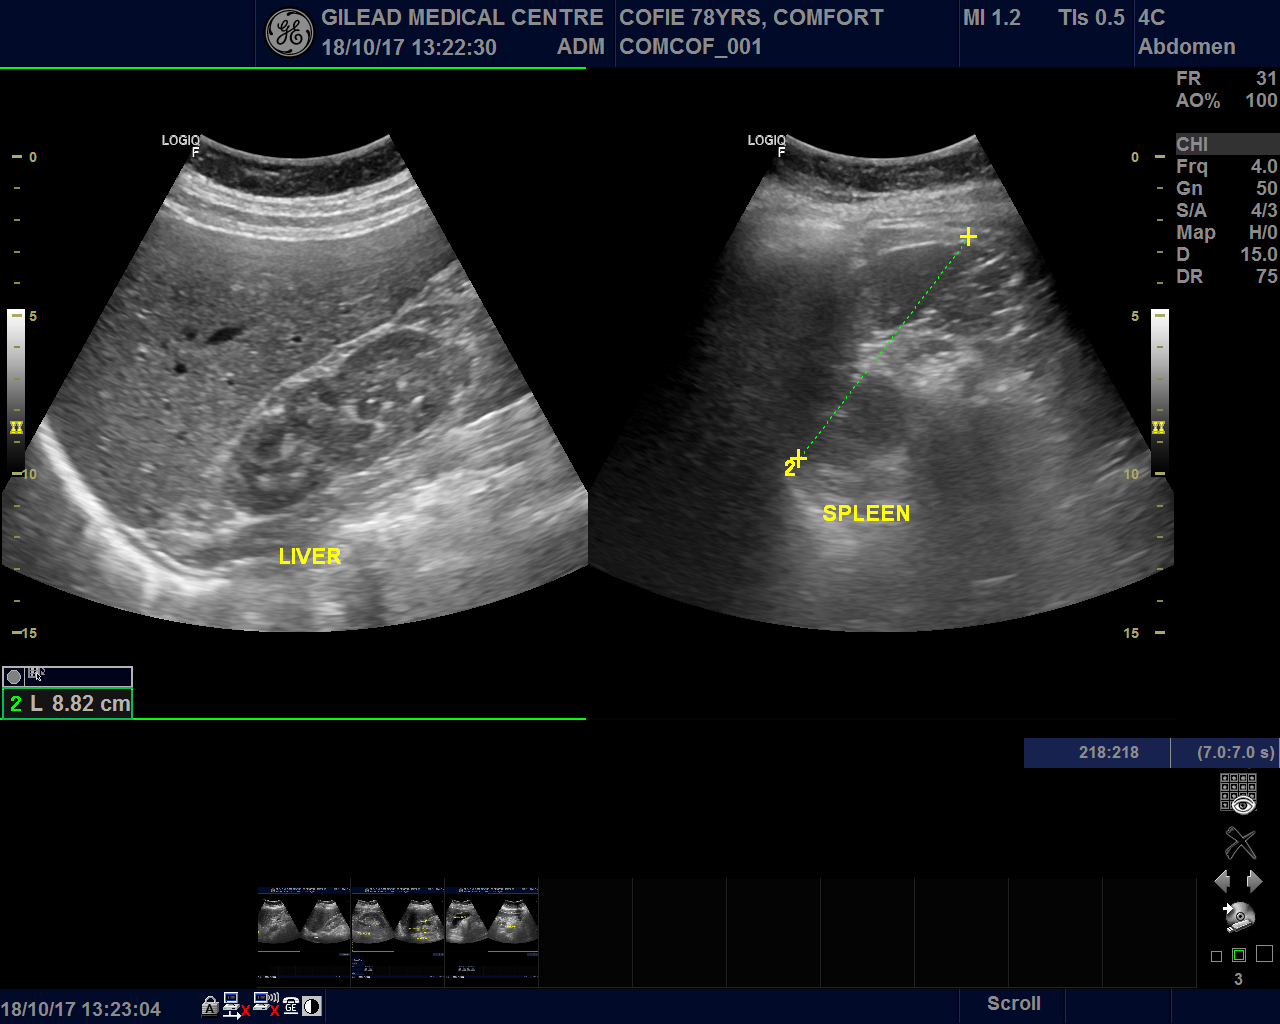 GILEAD MEDICAL CENTRE
18/10/17 13:22:30 ADM
COFIE 78YRS, COMFORT
COMCOF_001
MI 1.2 TIs 0.5
4C
Abdomen
FR 31
AO% 100
CHI
Frq 4.0
Gn 50
S/A 4/3
Map H/0
D 15.0
DR 75
LOGIQ
F
0
5
10
15
LIVER
LOGIQ
F
0
5
10
15
2
SPLEEN
2 L 8.82 cm
218:218 (7.0:7.0 s)
3
18/10/17 13:23:04
A
GE
Scroll